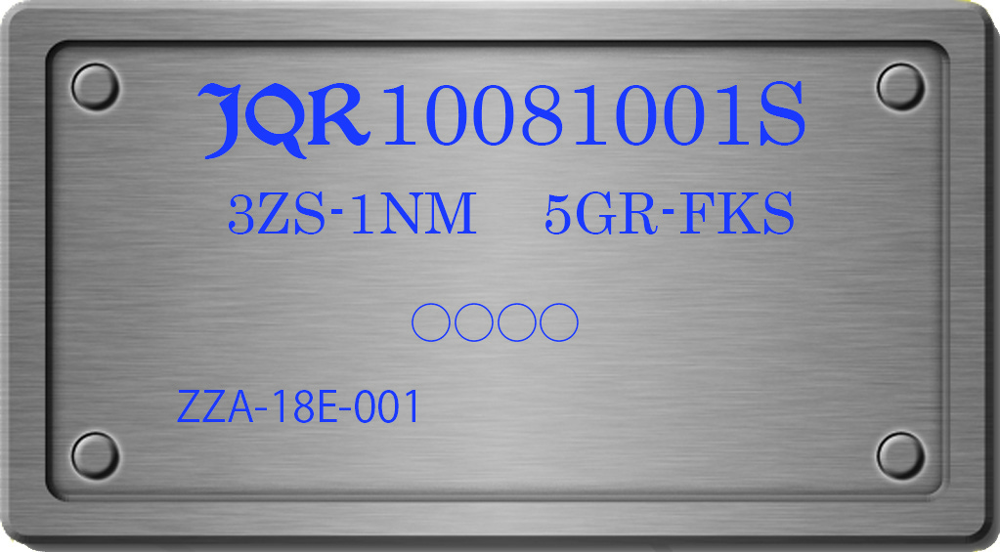 JQR10081001S
3ZS-1NM 5GR-FKS
○○○○
ZZA-18E-001